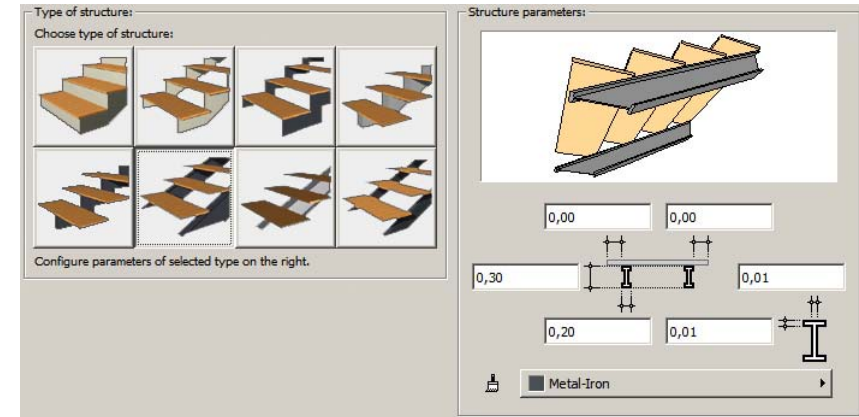 Type of structure:
Choose type of structure:
Configure parameters of selected type on the right.
Structure parameters:
0,00 0,00
0,30 0,01
0,20 0,01
Metal-Iron